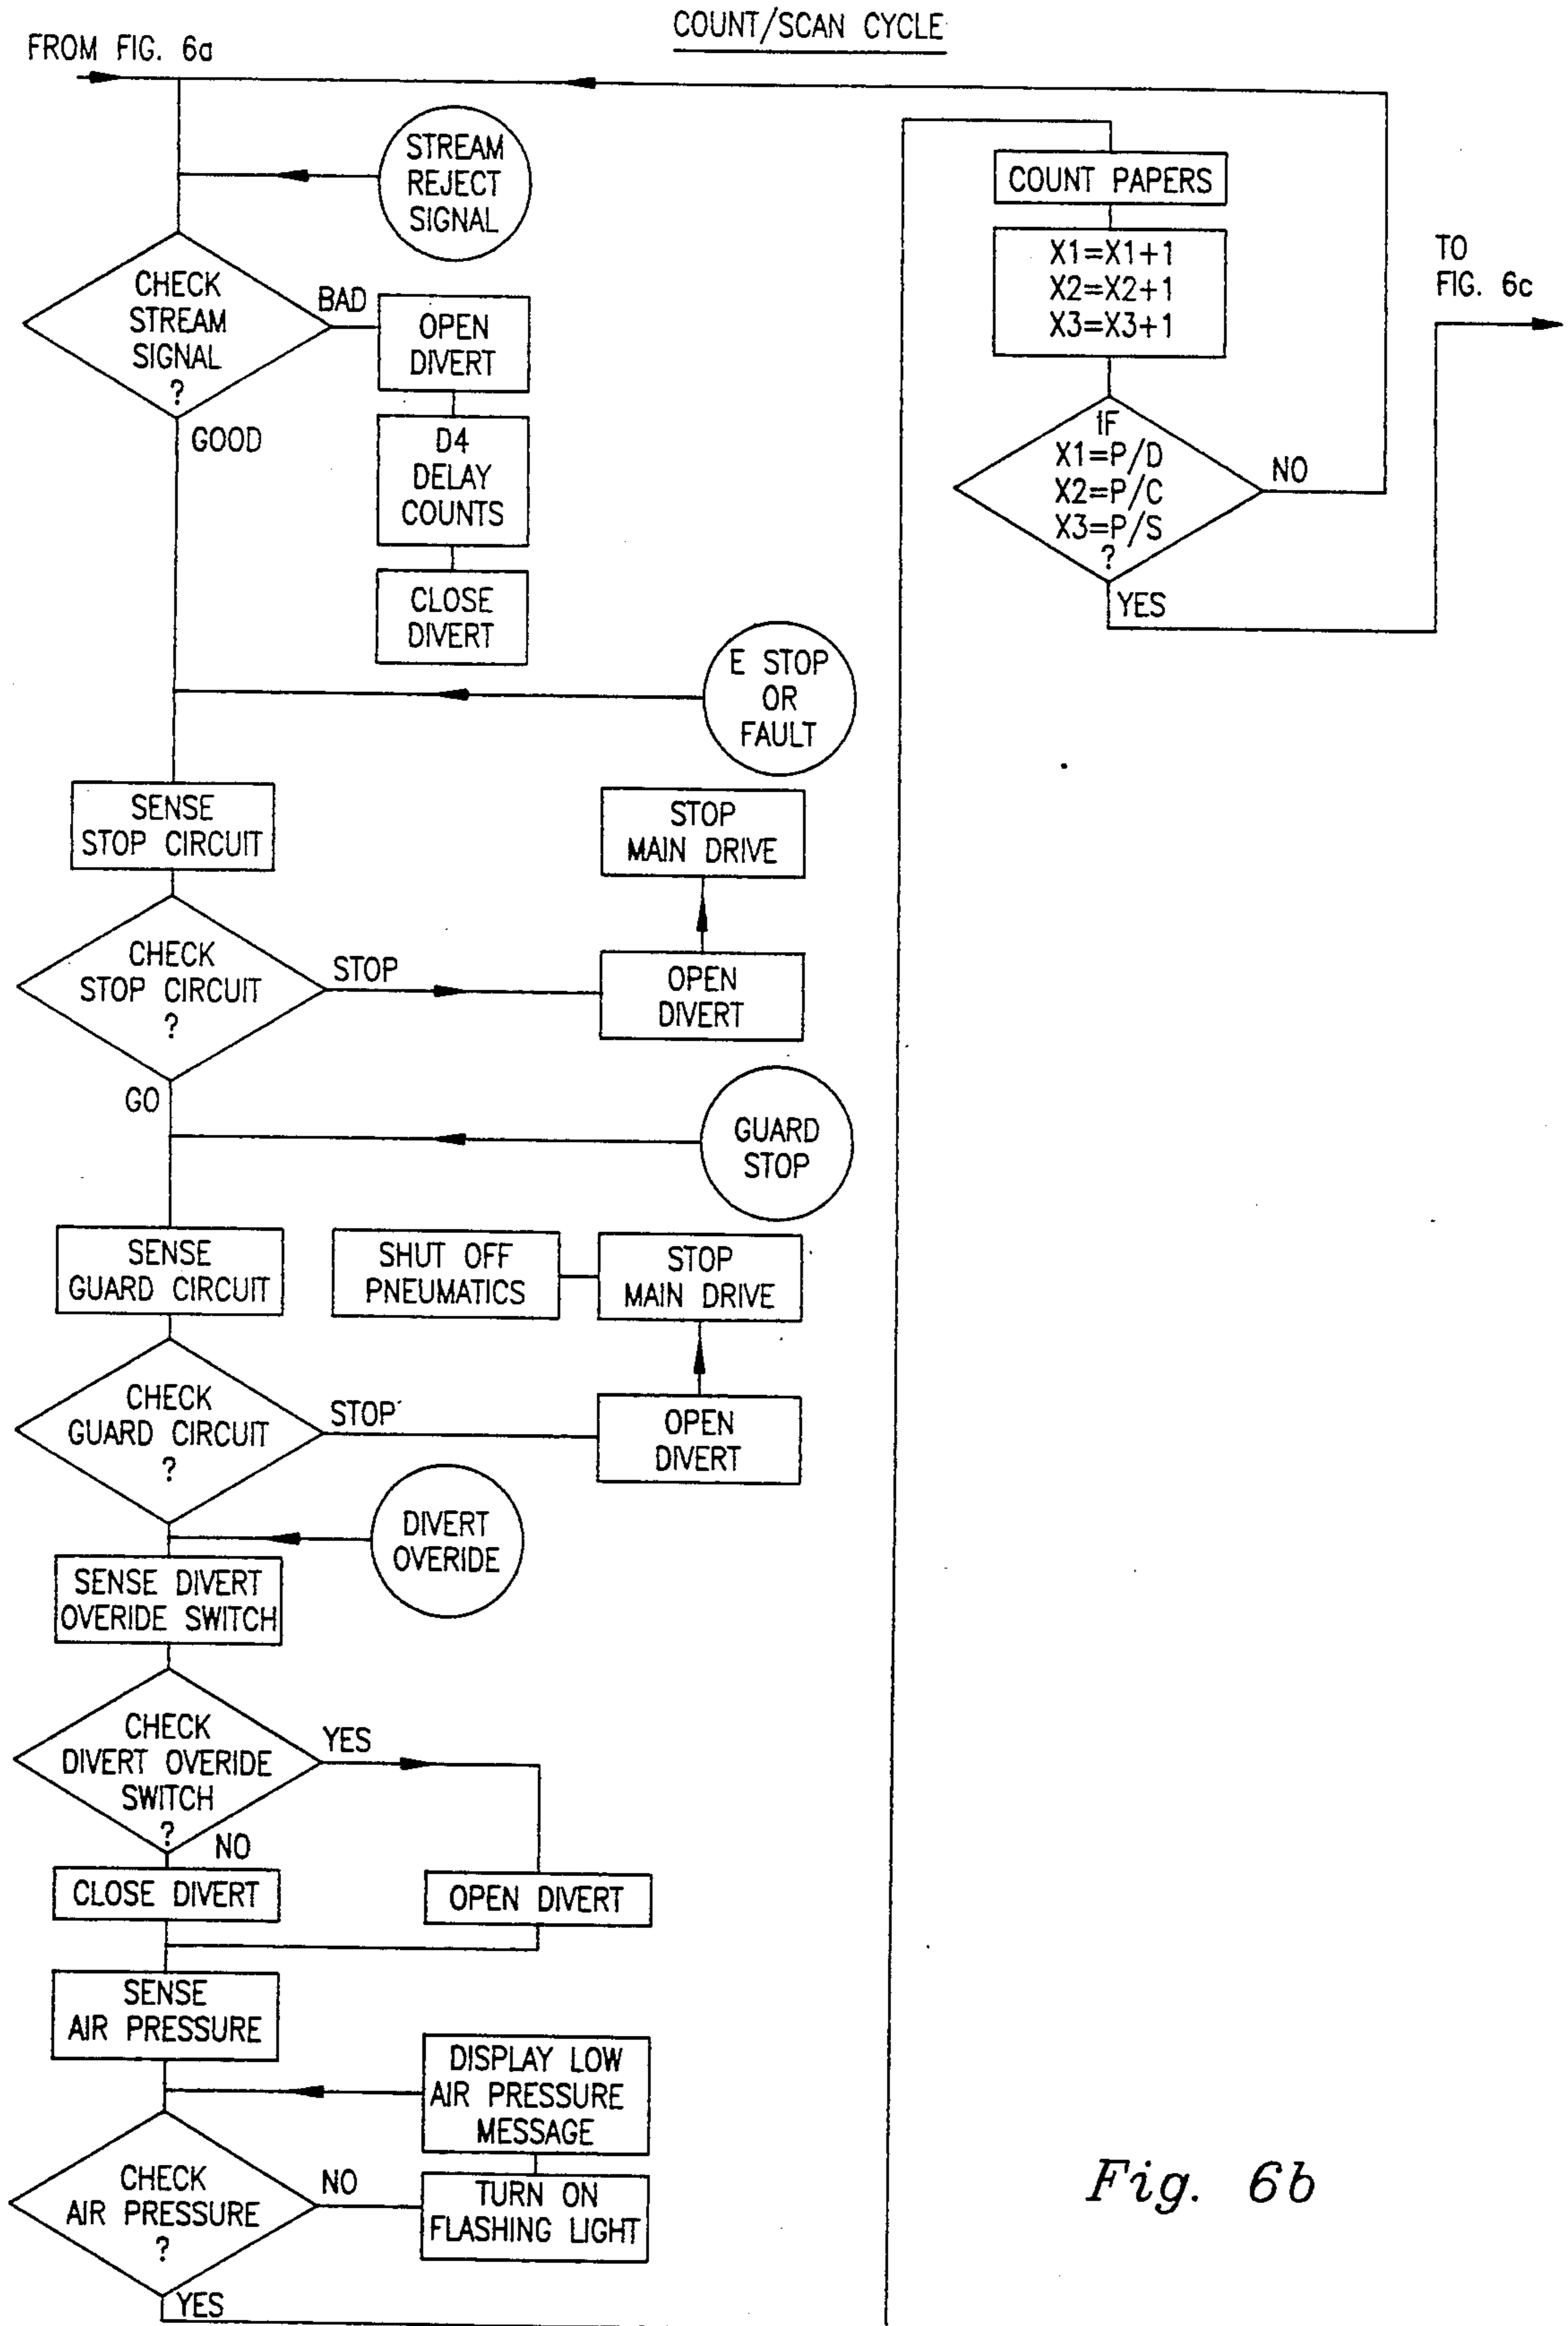 COUNT/SCAN CYCLE
FROM FIG. 6a
STREAM
REJECT
SIGNAL
CHECK
STREAM
SIGNAL
?
BAD
GOOD
OPEN
DIVERT
D4
DELAY
COUNTS
CLOSE
DIVERT
E STOP
OR
FAULT
SENSE
STOP CIRCUIT
CHECK
STOP CIRCUIT
?
STOP
GO
OPEN
DIVERT
STOP
MAIN DRIVE
GUARD
STOP
SENSE
GUARD CIRCUIT
CHECK
GUARD CIRCUIT
?
STOP
OPEN
DIVERT
STOP
MAIN DRIVE
SHUT OFF
PNEUMATICS
DIVERT
OVERIDE
SENSE DIVERT
OVERIDE SWITCH
CHECK
DIVERT OVERIDE
SWITCH
?
YES
NO
CLOSE DIVERT
OPEN DIVERT
SENSE
AIR PRESSURE
DISPLAY LOW
AIR PRESSURE
MESSAGE
CHECK
AIR PRESSURE
?
NO
TURN ON
FLASHING LIGHT
YES
COUNT PAPERS
X1=X1+1
X2=X2+1
X3=X3+1
IF
X1=P/D
X2=P/C
X3=P/S
?
NO
YES
TO
FIG. 6c
Fig. 6b